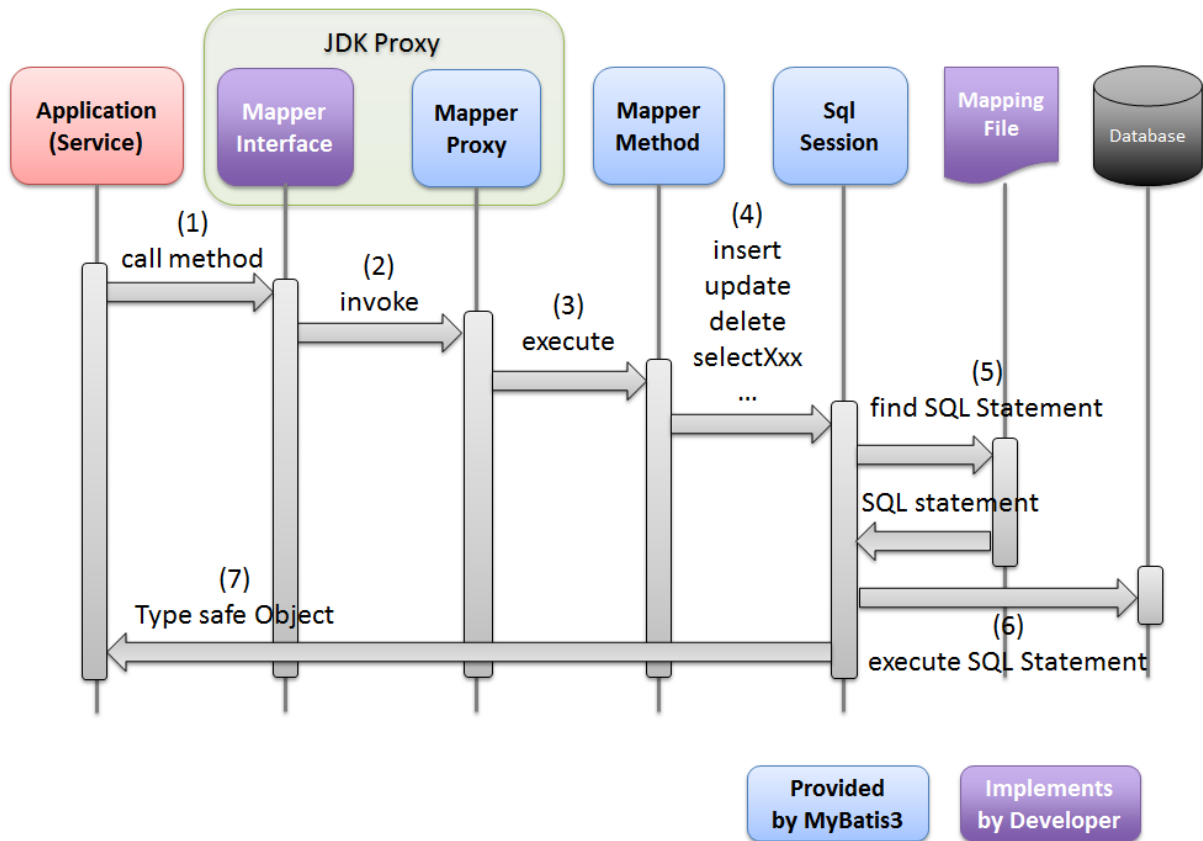 JDK Proxy
Application
(Service)
Mapper
Interface
Mapper
Proxy
Mapper
Method
Sql
Session
Mapping
File
Database
(1)
call method
(2)
invoke
(3)
execute
(4)
insert
update
delete
selectXxx
...
(5)
find SQL Statement
SQL statement
(7)
Type safe Object
(6)
execute SQL Statement
Provided
by MyBatis3
Implements
by Developer